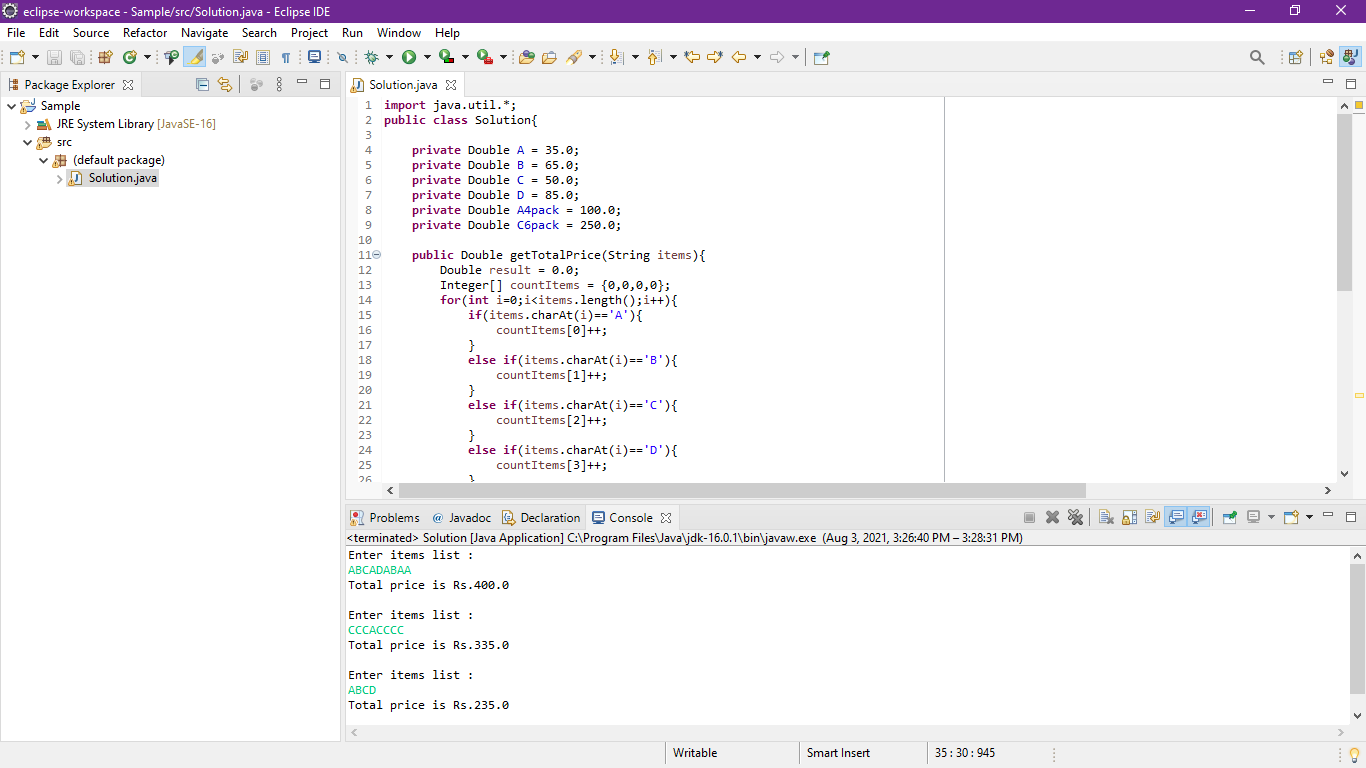 eclipse-workspace - Sample/src/Solution.java - Eclipse IDE
File Edit Source Refactor Navigate Search Project Run Window Help
Package Explorer
Sample
JRE System Library [JavaSE-16]
src
(default package)
Solution.java
Solution.java
1 import java.util.*;
2 public class Solution{
3
4     private Double A = 35.0;
5     private Double B = 65.0;
6     private Double C = 50.0;
7     private Double D = 85.0;
8     private Double A4pack = 100.0;
9     private Double C6pack = 250.0;
10
11     public Double getTotalPrice(String items){
12         Double result = 0.0;
13         Integer[] countItems = {0,0,0,0};
14         for(int i=0;i<items.length();i++){
15             if(items.charAt(i)=='A'){
16                 countItems[0]++;
17             }
18             else if(items.charAt(i)=='B'){
19                 countItems[1]++;
20             }
21             else if(items.charAt(i)=='C'){
22                 countItems[2]++;
23             }
24             else if(items.charAt(i)=='D'){
25                 countItems[3]++;
26             }
Problems @ Javadoc Declaration Console
<terminated> Solution [Java Application] C:\Program Files\Java\jdk-16.0.1\bin\javaw.exe (Aug 3, 2021, 3:26:40 PM – 3:28:31 PM)
Enter items list :
ABCADABAA
Total price is Rs.400.0
Enter items list :
CCCACCCC
Total price is Rs.335.0
Enter items list :
ABCD
Total price is Rs.235.0
Writable Smart Insert 35 : 30 : 945